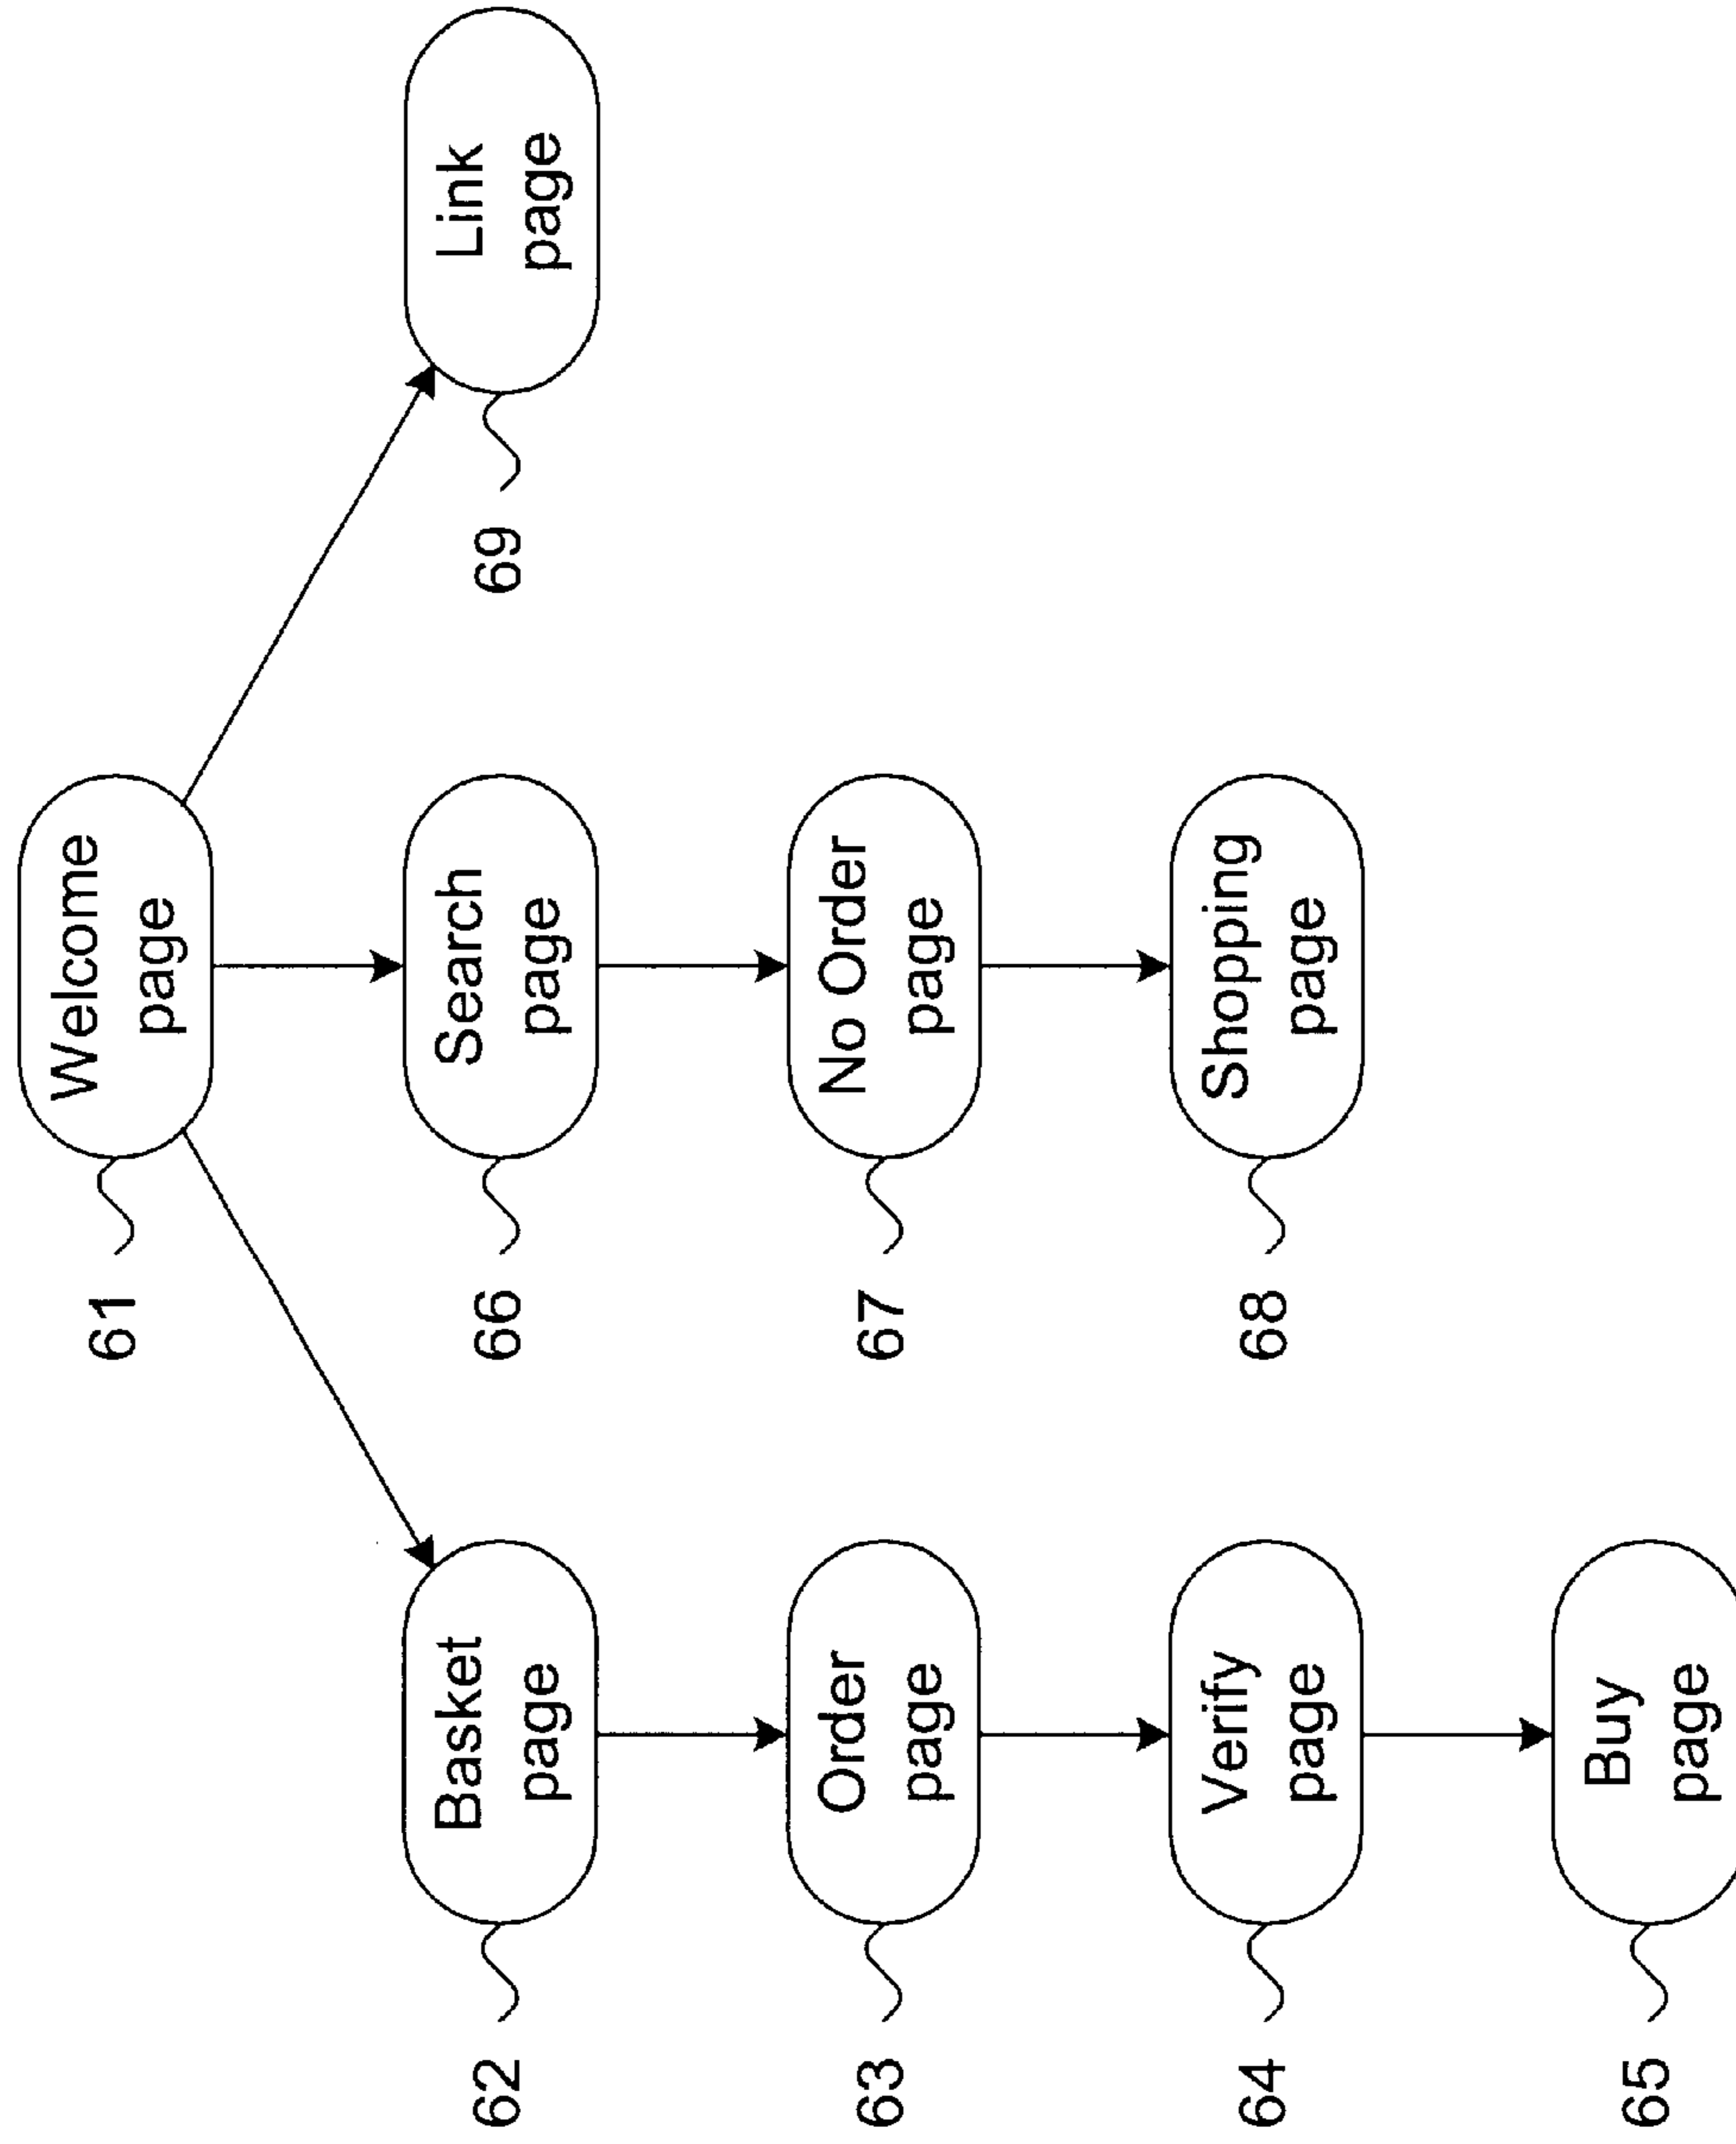 61
Welcome
page
62
Basket
page
66
Search
page
69
Link
page
63
Order
page
67
No Order
page
64
Verify
page
68
Shopping
page
65
Buy
page